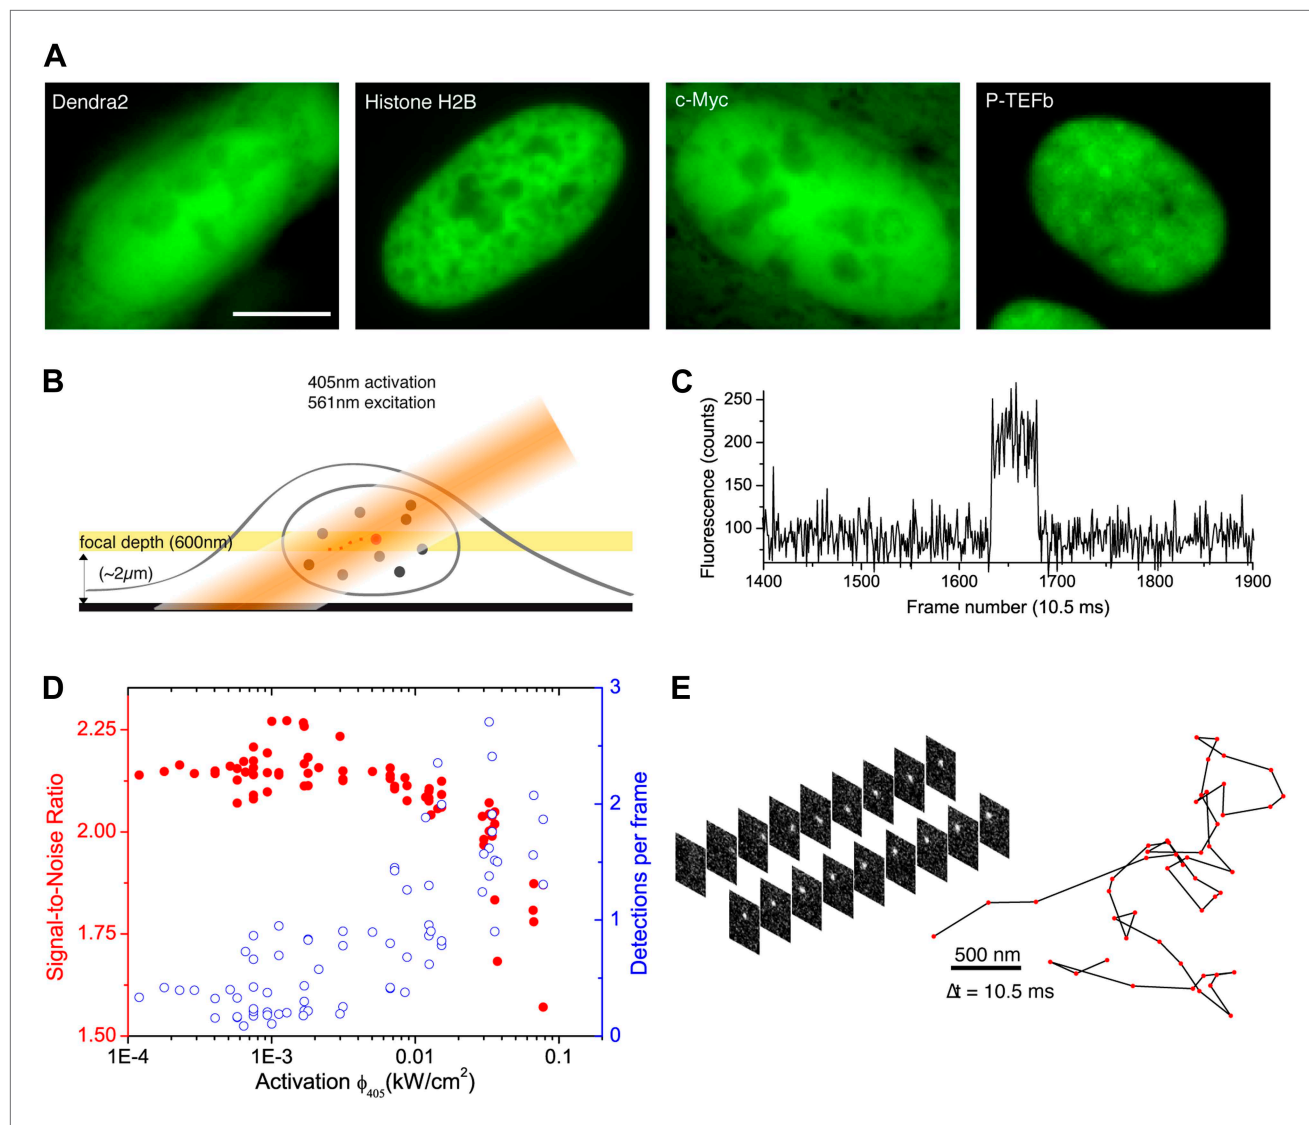 A
Dendra2
Histone H2B
c-Myc
P-TEFb
B
405nm activation
561nm excitation
focal depth (600nm)
(~2µm)
C
Fluorescence (counts)
250
200
150
100
1400
1500
1600
1700
1800
1900
Frame number (10.5 ms)
D
Signal-to-Noise Ratio
2.25
2.00
1.75
1.50
3
2
1
0
Detections per frame
1E-4
1E-3
0.01
0.1
Activation ϕ405(kW/cm²)
E
500 nm
Δt = 10.5 ms